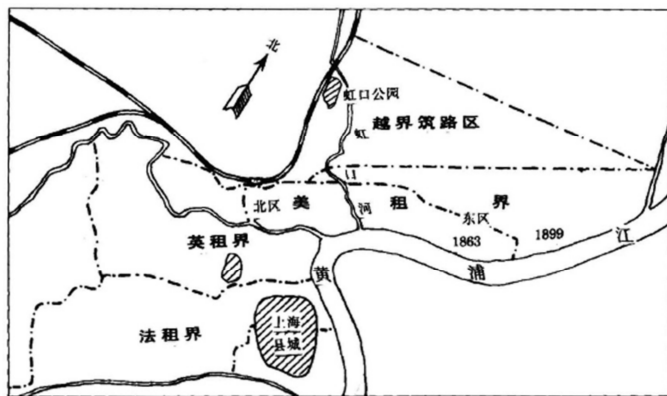 北
虹口公园
越界筑路区
虹
口
河
北区
美
租
界
东区
1863
1899
英租界
黄
浦
江
法租界
上海
县城